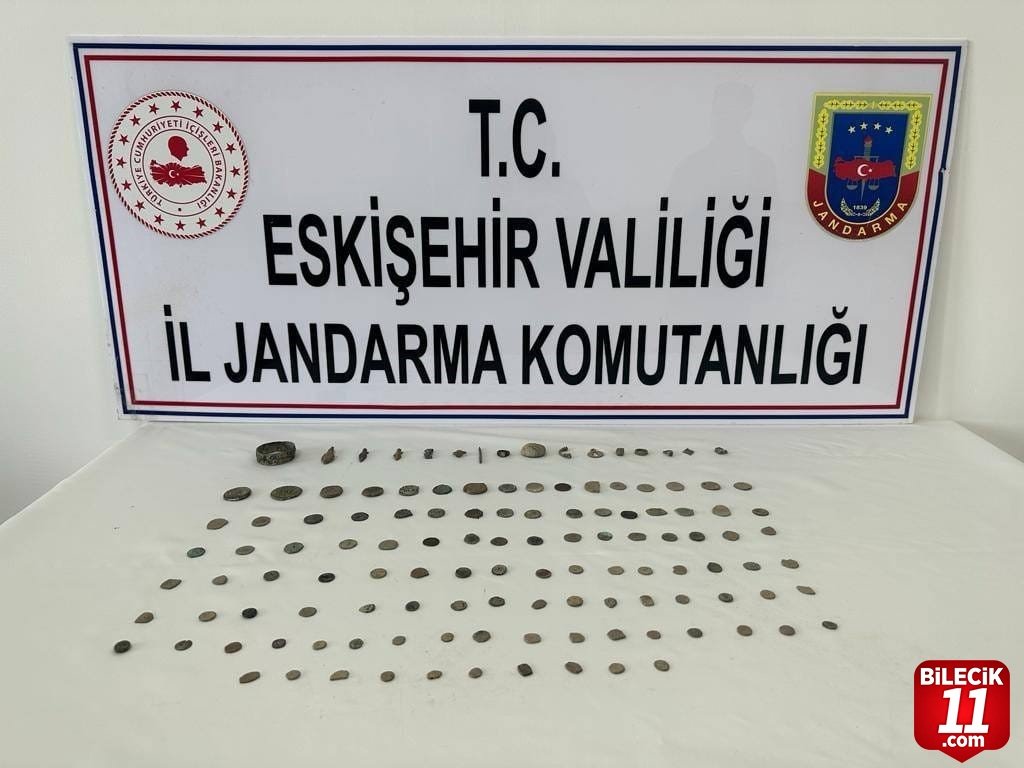 T.C.
ESKİŞEHİR VALİLİĞİ
İL JANDARMA KOMUTANLIĞI
TÜRKİYE CUMHURİYETİ İÇİŞLERİ BAKANLIĞI
1839
JANDARMA
BİLECİK
11
.com